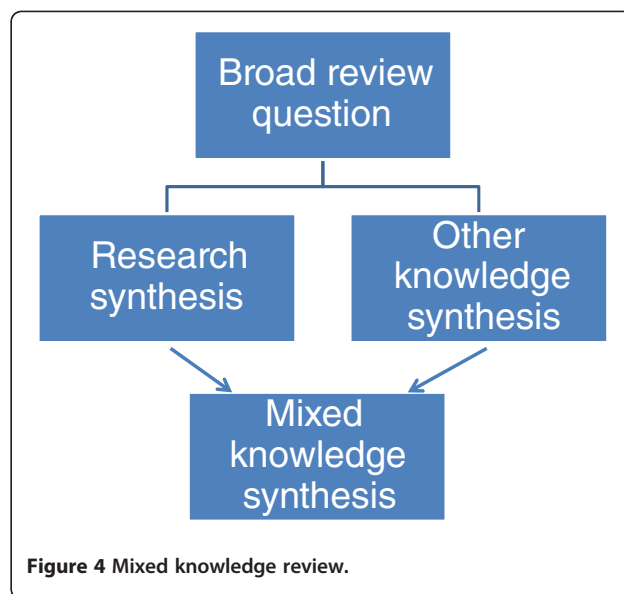 Broad review
question
Research
synthesis
Other
knowledge
synthesis
Mixed
knowledge
synthesis
Figure 4 Mixed knowledge review.